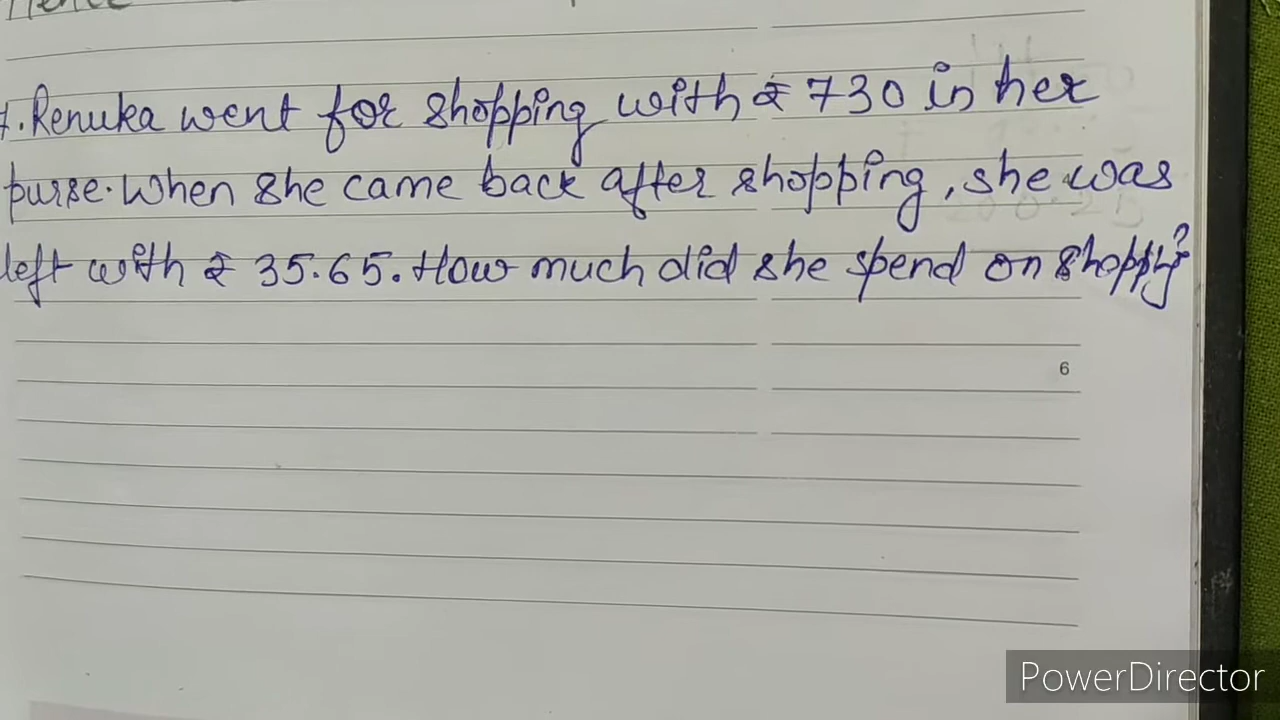 Hence
7. Renuka went for shopping with ₹ 730 in her
purse. When she came back after shopping, she was
left with ₹ 35.65. How much did she spend on shopping?
6
PowerDirector